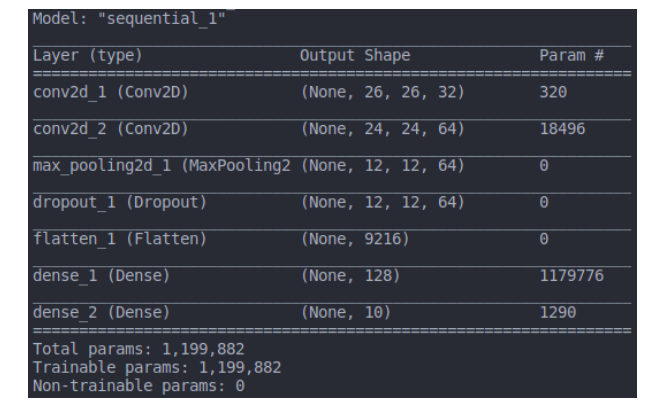 Model: "sequential_1"
Layer (type) Output Shape Param #
conv2d_1 (Conv2D) (None, 26, 26, 32) 320
conv2d_2 (Conv2D) (None, 24, 24, 64) 18496
max_pooling2d_1 (MaxPooling2 (None, 12, 12, 64) 0
dropout_1 (Dropout) (None, 12, 12, 64) 0
flatten_1 (Flatten) (None, 9216) 0
dense_1 (Dense) (None, 128) 1179776
dense_2 (Dense) (None, 10) 1290
Total params: 1,199,882
Trainable params: 1,199,882
Non-trainable params: 0